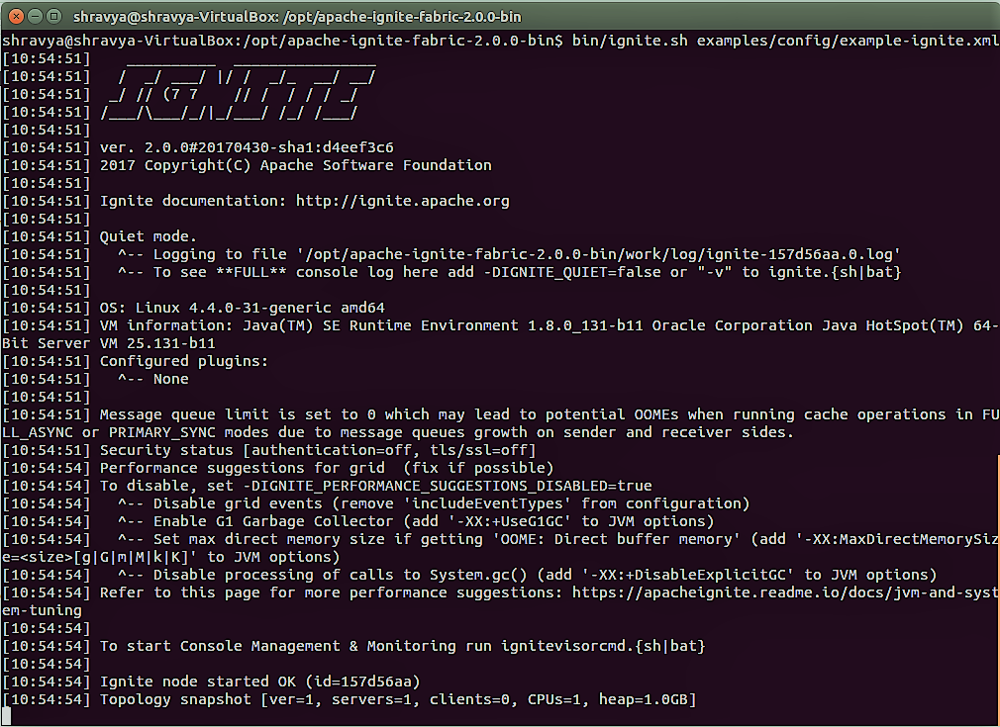 shravya@shravya-VirtualBox: /opt/apache-ignite-fabric-2.0.0-bin
shravya@shravya-VirtualBox:/opt/apache-ignite-fabric-2.0.0-bin$ bin/ignite.sh examples/config/example-ignite.xml
[10:54:51]    __________  ________________
[10:54:51]   /  _/ ___/ |/ /  _/_  __/ __/
[10:54:51]  _/ // (7 7    // /  / / / _/
[10:54:51] /___/\___/_/|_/___/ /_/ /___/
[10:54:51]
[10:54:51] ver. 2.0.0#20170430-sha1:d4eef3c6
[10:54:51] 2017 Copyright(C) Apache Software Foundation
[10:54:51]
[10:54:51] Ignite documentation: http://ignite.apache.org
[10:54:51]
[10:54:51] Quiet mode.
[10:54:51]   ^-- Logging to file '/opt/apache-ignite-fabric-2.0.0-bin/work/log/ignite-157d56aa.0.log'
[10:54:51]   ^-- To see **FULL** console log here add -DIGNITE_QUIET=false or "-v" to ignite.{sh|bat}
[10:54:51]
[10:54:51] OS: Linux 4.4.0-31-generic amd64
[10:54:51] VM information: Java(TM) SE Runtime Environment 1.8.0_131-b11 Oracle Corporation Java HotSpot(TM) 64-
Bit Server VM 25.131-b11
[10:54:51] Configured plugins:
[10:54:51]   ^-- None
[10:54:51]
[10:54:51] Message queue limit is set to 0 which may lead to potential OOMEs when running cache operations in FU
LL_ASYNC or PRIMARY_SYNC modes due to message queues growth on sender and receiver sides.
[10:54:51] Security status [authentication=off, tls/ssl=off]
[10:54:54] Performance suggestions for grid  (fix if possible)
[10:54:54] To disable, set -DIGNITE_PERFORMANCE_SUGGESTIONS_DISABLED=true
[10:54:54]   ^-- Disable grid events (remove 'includeEventTypes' from configuration)
[10:54:54]   ^-- Enable G1 Garbage Collector (add '-XX:+UseG1GC' to JVM options)
[10:54:54]   ^-- Set max direct memory size if getting 'OOME: Direct buffer memory' (add '-XX:MaxDirectMemorySiz
e=<size>[g|G|m|M|k|K]' to JVM options)
[10:54:54]   ^-- Disable processing of calls to System.gc() (add '-XX:+DisableExplicitGC' to JVM options)
[10:54:54] Refer to this page for more performance suggestions: https://apacheignite.readme.io/docs/jvm-and-syst
em-tuning
[10:54:54]
[10:54:54] To start Console Management & Monitoring run ignitevisorcmd.{sh|bat}
[10:54:54]
[10:54:54] Ignite node started OK (id=157d56aa)
[10:54:54] Topology snapshot [ver=1, servers=1, clients=0, CPUs=1, heap=1.0GB]